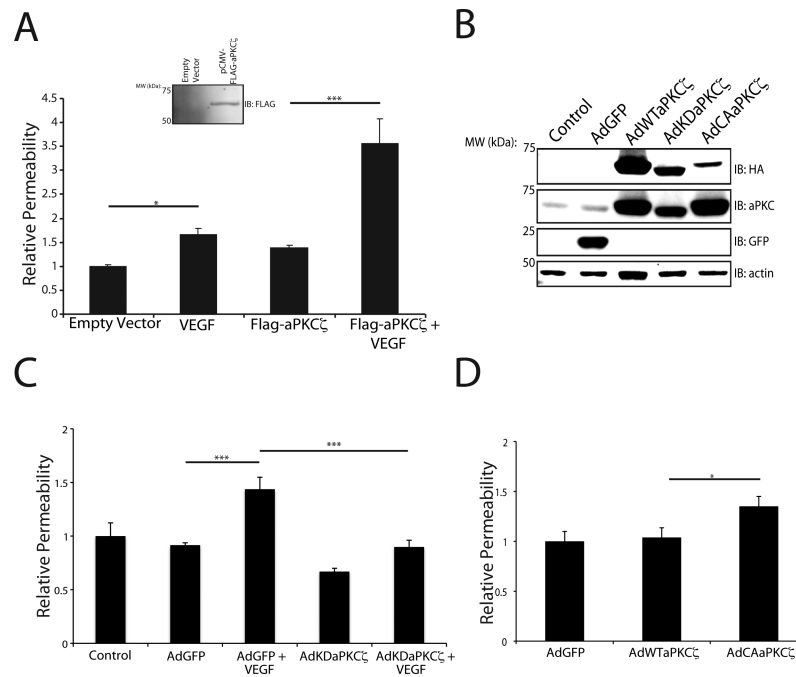 A
Empty
Vector
pCMV-
FLAG-aPKCζ
MW (kDa):
75
50
IB: FLAG
***
*
4.5
4
3.5
3
2.5
2
1.5
1
0.5
0
Relative Permeability
Empty Vector
VEGF
Flag-aPKCζ
Flag-aPKCζ +
VEGF
B
Control
AdGFP
AdWTaPKCζ
AdKDaPKCζ
AdCAaPKCζ
MW (kDa):
75
IB: HA
75
IB: aPKC
25
IB: GFP
50
IB: actin
C
2
1.5
1
0.5
0
Relative Permeability
***
***
Control
AdGFP
AdGFP +
VEGF
AdKDaPKCζ
AdKDaPKCζ +
VEGF
D
2
1.5
1
0.5
0
Relative Permeability
*
AdGFP
AdWTaPKCζ
AdCAaPKCζ